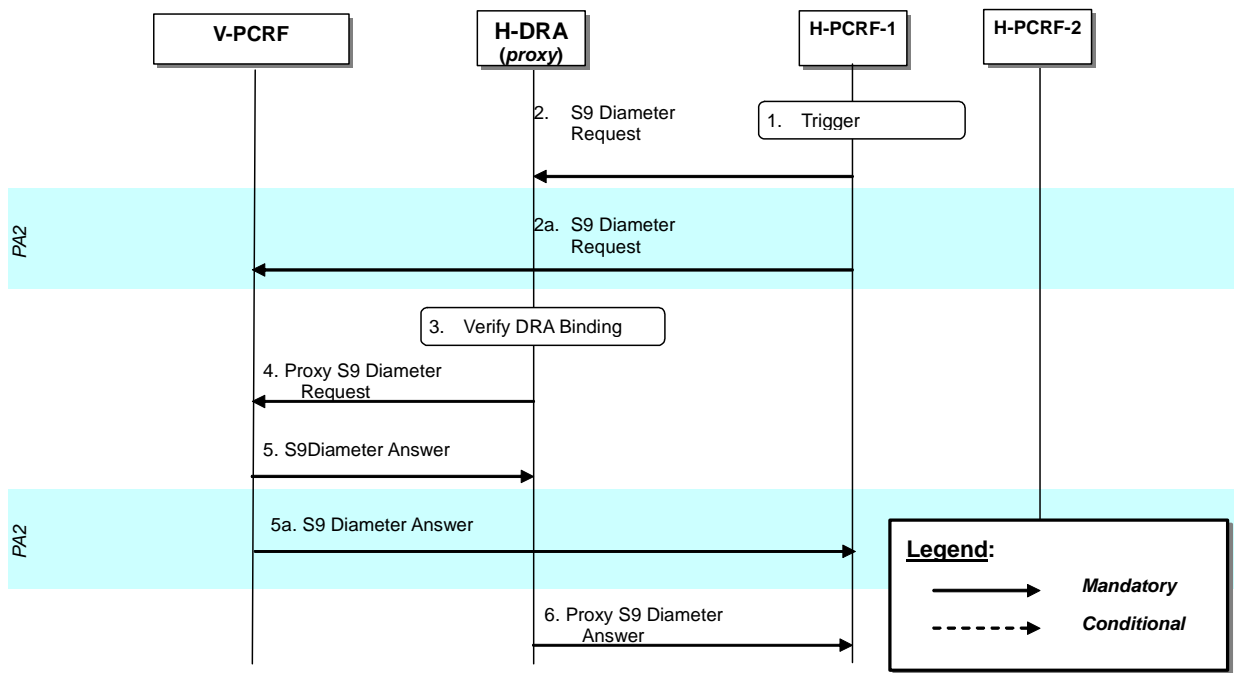 V-PCRF
H-DRA
(proxy)
H-PCRF-1
H-PCRF-2
1. Trigger
2. S9 Diameter
Request
PA2
2a. S9 Diameter
Request
3. Verify DRA Binding
4. Proxy S9 Diameter
Request
5. S9Diameter Answer
PA2
5a. S9 Diameter Answer
6. Proxy S9 Diameter
Answer
Legend:
Mandatory
Conditional